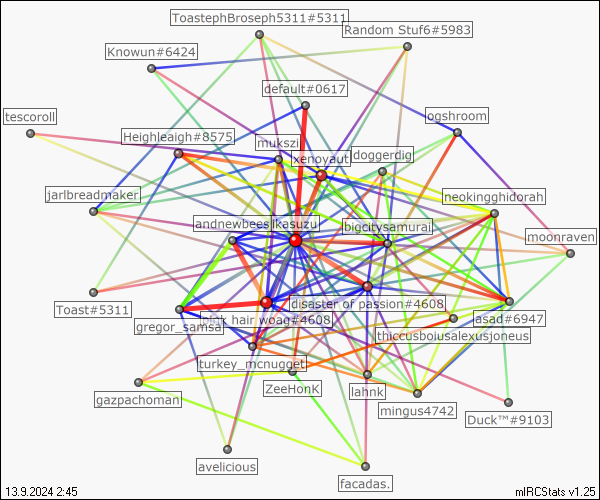 ToastephBroseph5311#5311
Random Stuf6#5983
Knowun#6424
default#0617
tescoroll
ogshroom
Heighleaigh#8575
mukszi
xenoyaut
doggerdig
jarlbreadmaker
neokingghidorah
andnewbees
likasuzu
bigcitysamurai
moonraven
Toast#5311
disaster of passion#4608
pink hair woag#4608
asad#6947
gregor_samsa
thiccusboiusalexusjoneus
turkey_mcnugget
ZeeHonK
lahnk
gazpachoman
mingus4742
Duck™#9103
avelicious
facadas.
13.9.2024 2:45
mIRCStats v1.25